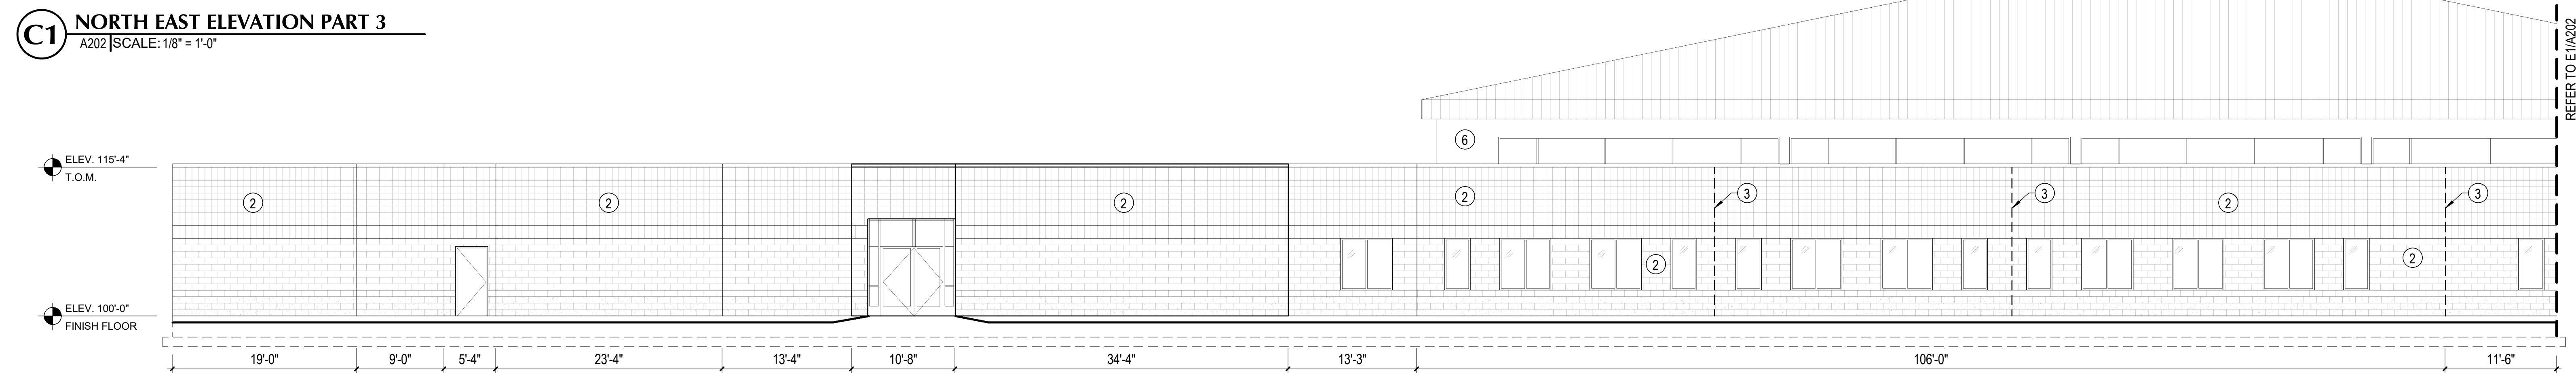 C1
NORTH EAST ELEVATION PART 3
A202 SCALE: 1/8" = 1'-0"
REFER TO E1/A202
6
ELEV. 115'-4"
T.O.M.
2 2 2 2 3 3 2 3
2 2
ELEV. 100'-0"
FINISH FLOOR
19'-0" 9'-0" 5'-4" 23'-4" 13'-4" 10'-8" 34'-4" 13'-3" 106'-0" 11'-6"